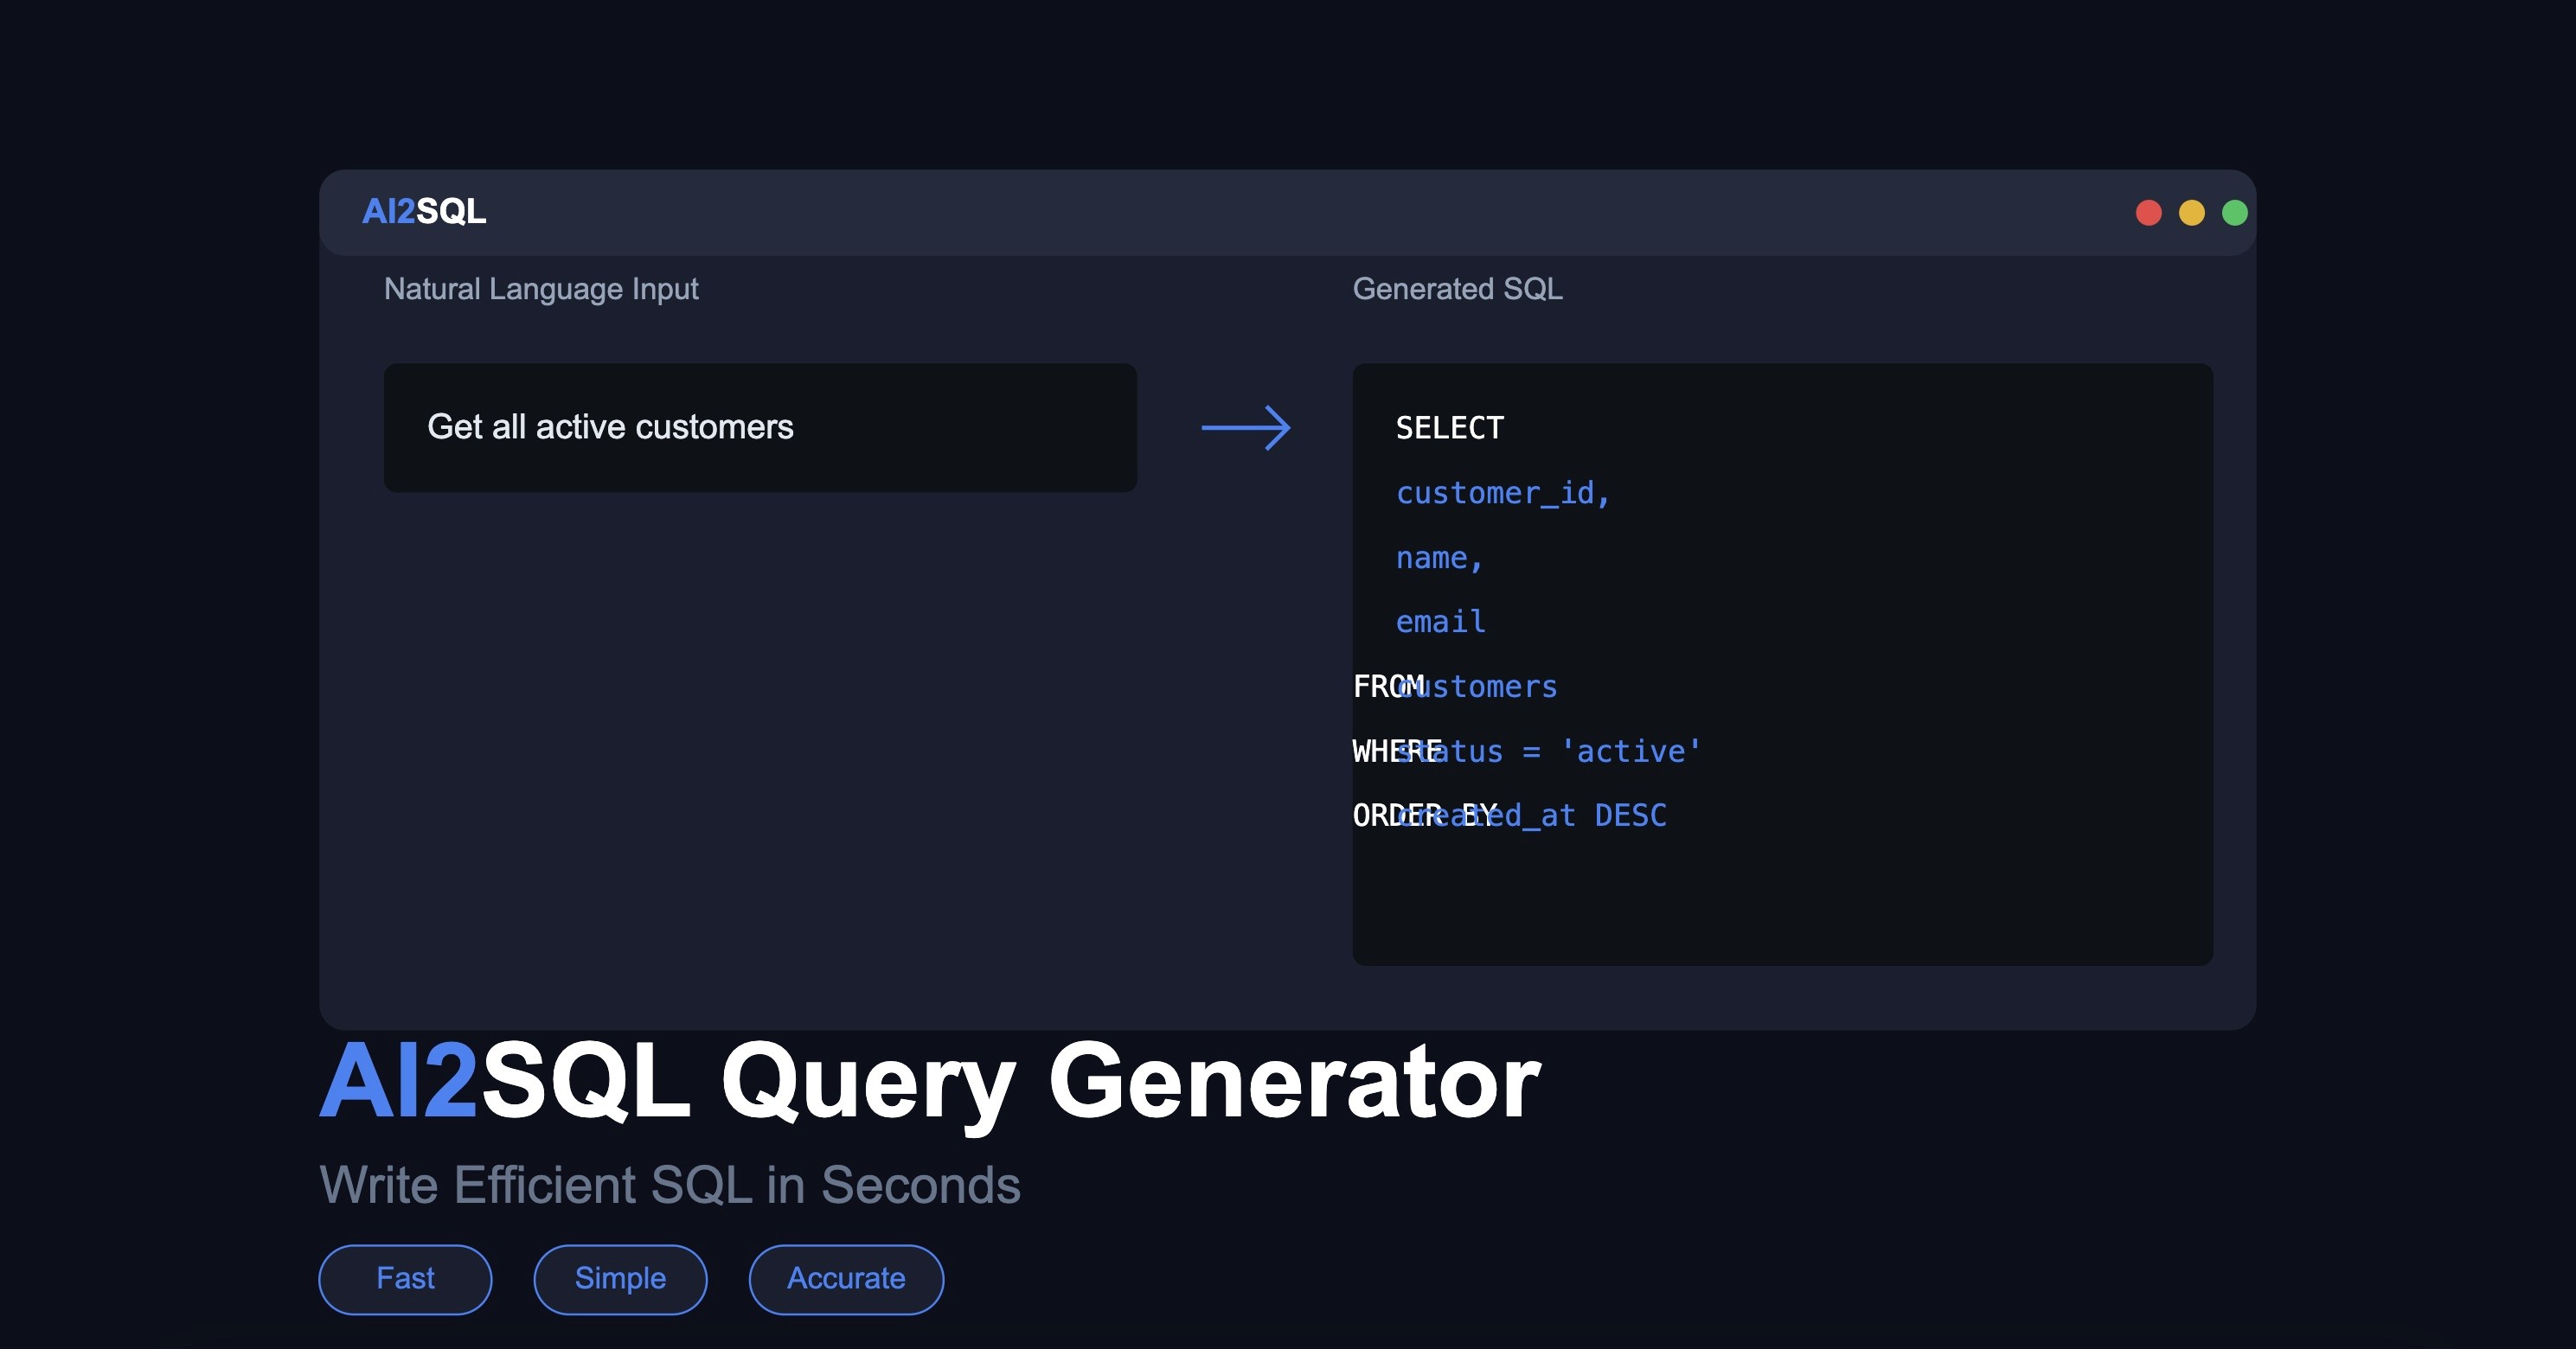 AI2SQL
Natural Language Input
Generated SQL
Get all active customers
SELECT
customer_id,
name,
email
FROM customers
WHERE status = 'active'
ORDER BY created_at DESC
AI2SQL Query Generator
Write Efficient SQL in Seconds
Fast
Simple
Accurate